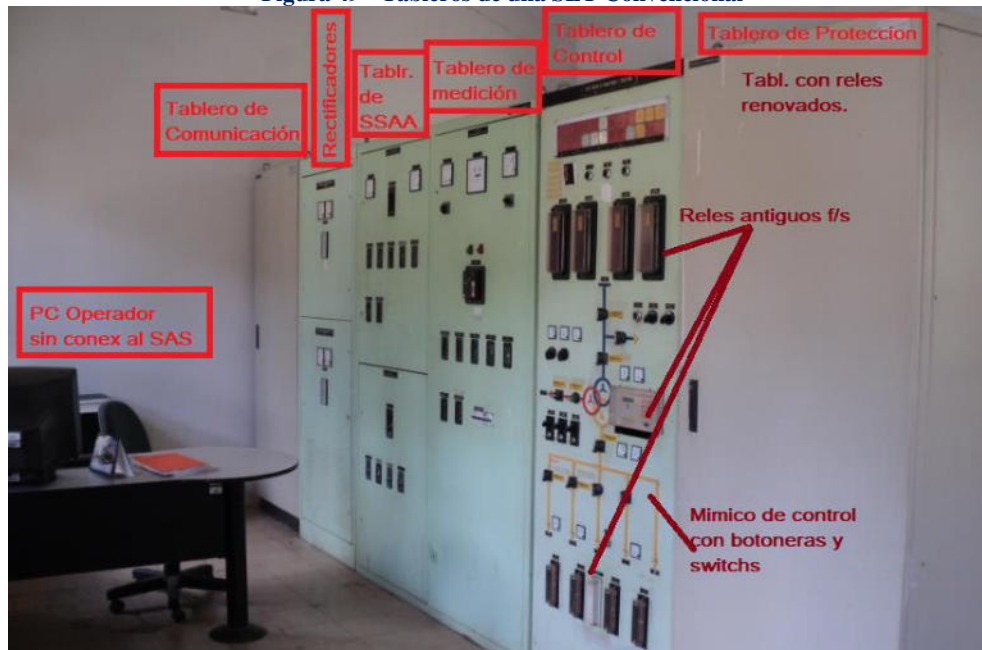 Tablero de
Comunicación
Rectificadores
Tablr.
de
SSAA
Tablero de
medición
Tablero de
Control
Tablero de Proteccion
Tabl. con reles
renovados.
Reles antiguos f/s
PC Operador
sin conex al SAS
Mimico de control
con botoneras y
switchs